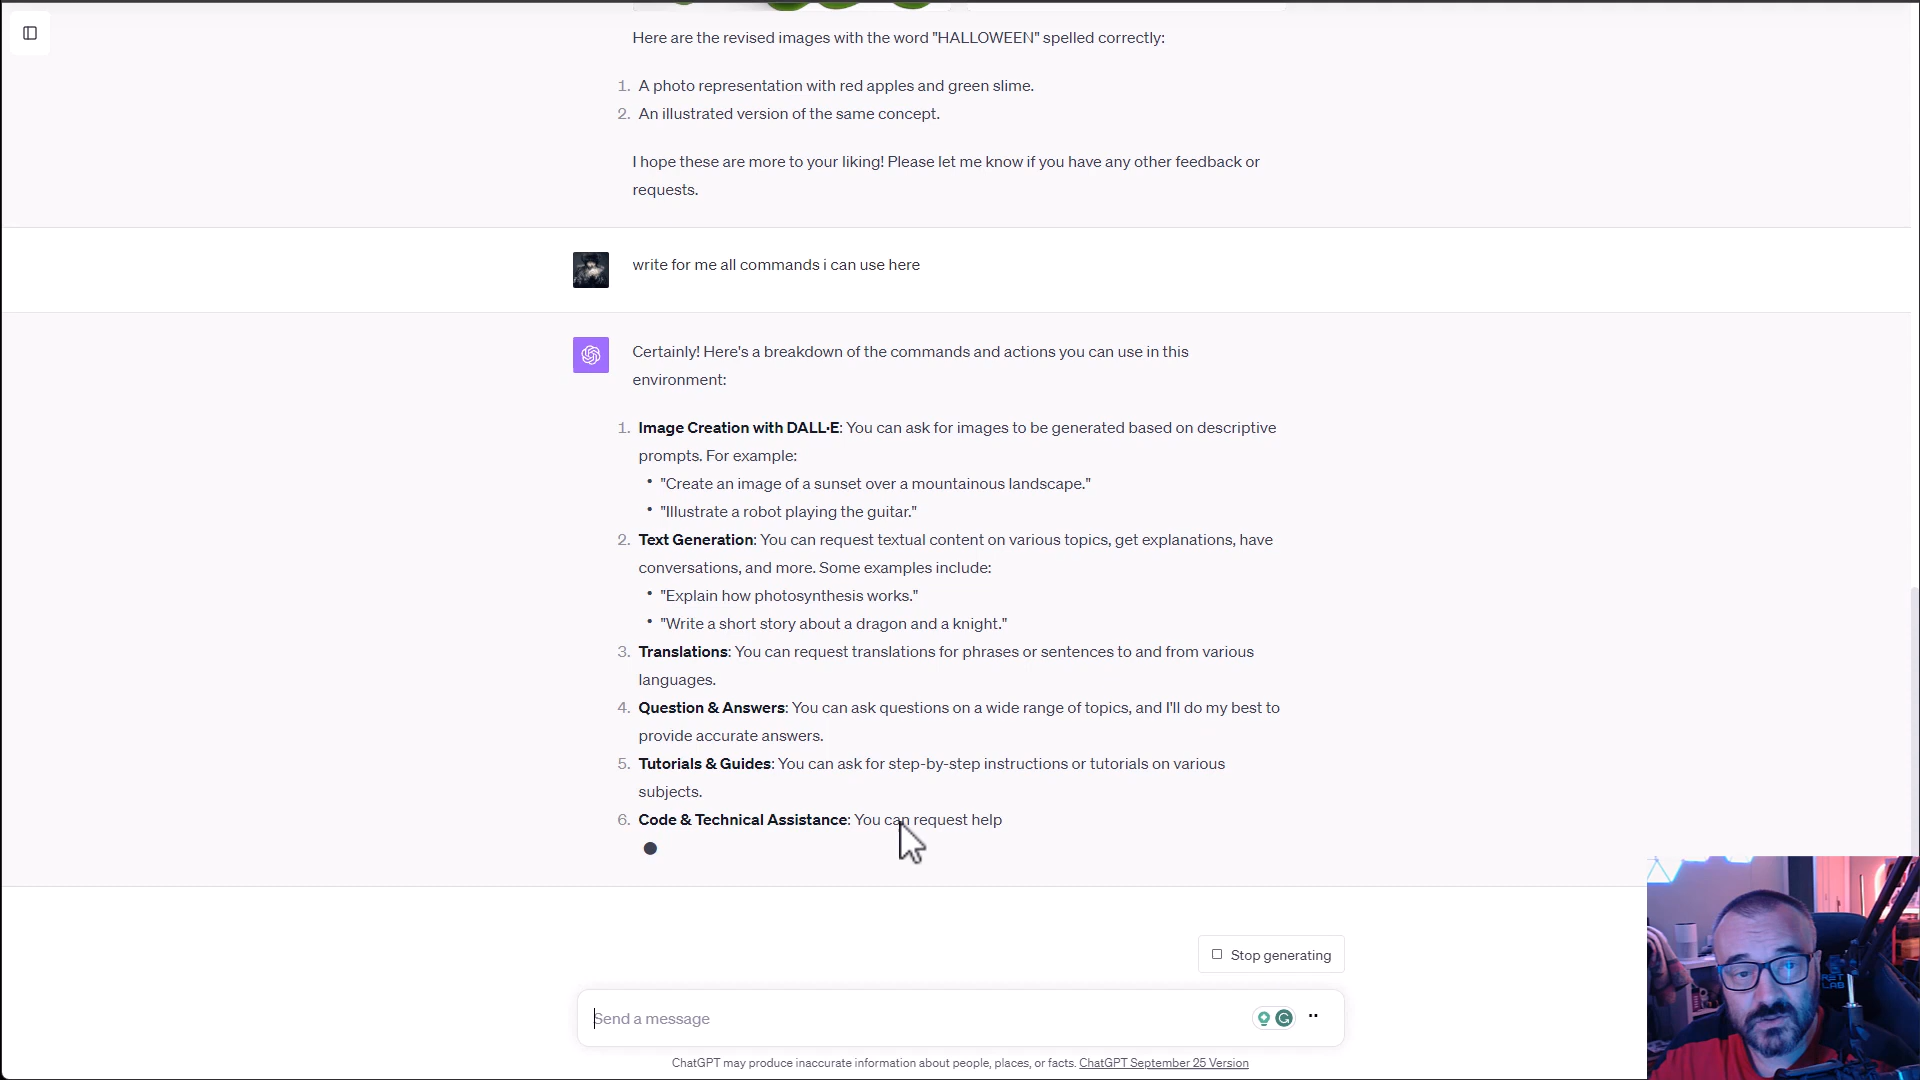 Here are the revised images with the word "HALLOWEEN" spelled correctly:
1. A photo representation with red apples and green slime.
2. An illustrated version of the same concept.
I hope these are more to your liking! Please let me know if you have any other feedback or
requests.
write for me all commands i can use here
Certainly! Here's a breakdown of the commands and actions you can use in this
environment:
1. Image Creation with DALL·E: You can ask for images to be generated based on descriptive
prompts. For example:
• "Create an image of a sunset over a mountainous landscape."
• "Illustrate a robot playing the guitar."
2. Text Generation: You can request textual content on various topics, get explanations, have
conversations, and more. Some examples include:
• "Explain how photosynthesis works."
• "Write a short story about a dragon and a knight."
3. Translations: You can request translations for phrases or sentences to and from various
languages.
4. Question & Answers: You can ask questions on a wide range of topics, and I'll do my best to
provide accurate answers.
5. Tutorials & Guides: You can ask for step-by-step instructions or tutorials on various
subjects.
6. Code & Technical Assistance: You can request help
Stop generating
Send a message
ChatGPT may produce inaccurate information about people, places, or facts. ChatGPT September 25 Version